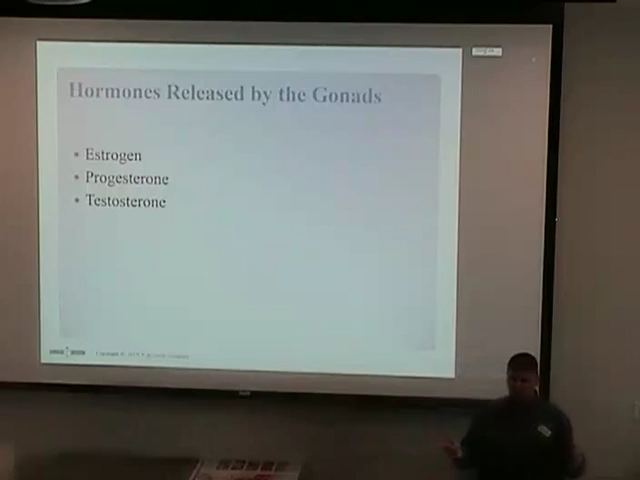 Hormones Released by the Gonads
Estrogen
Progesterone
Testosterone